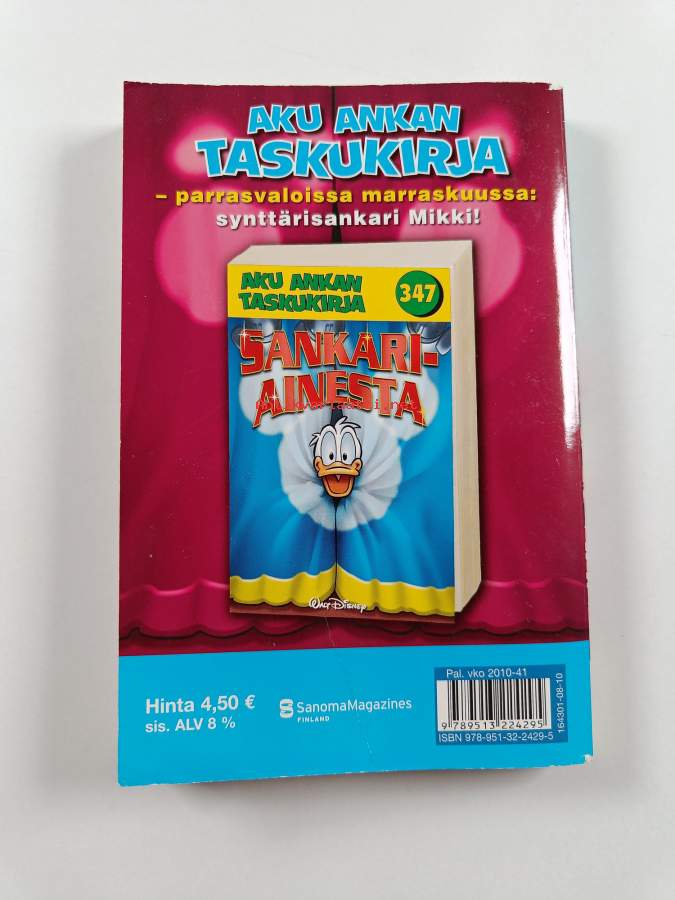 AKU ANKAN
TASKUKIRJA
– parrasvaloissa marraskuussa:
synttärisankari Mikki!
AKU ANKAN
TASKUKIRJA
347
SANKARI-
AINESTA
WALT DISNEY
Hinta 4,50 €
sis. ALV 8 %
SanomaMagazines
FINLAND
Pal. vko 2010-41
9 789513 224295
ISBN 978-951-32-2429-5
164301-08-10